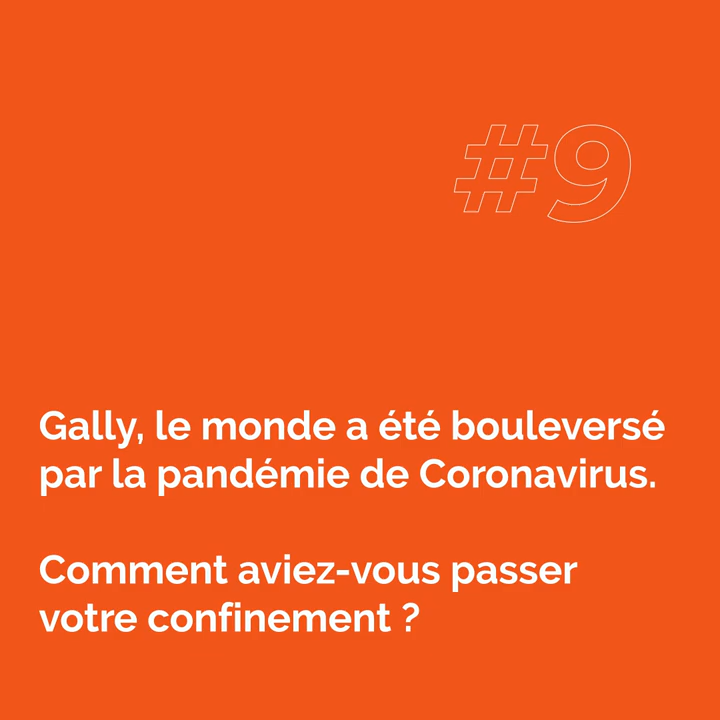 #9
Gally, le monde a été bouleversé
par la pandémie de Coronavirus.
Comment aviez-vous passer
votre confinement ?